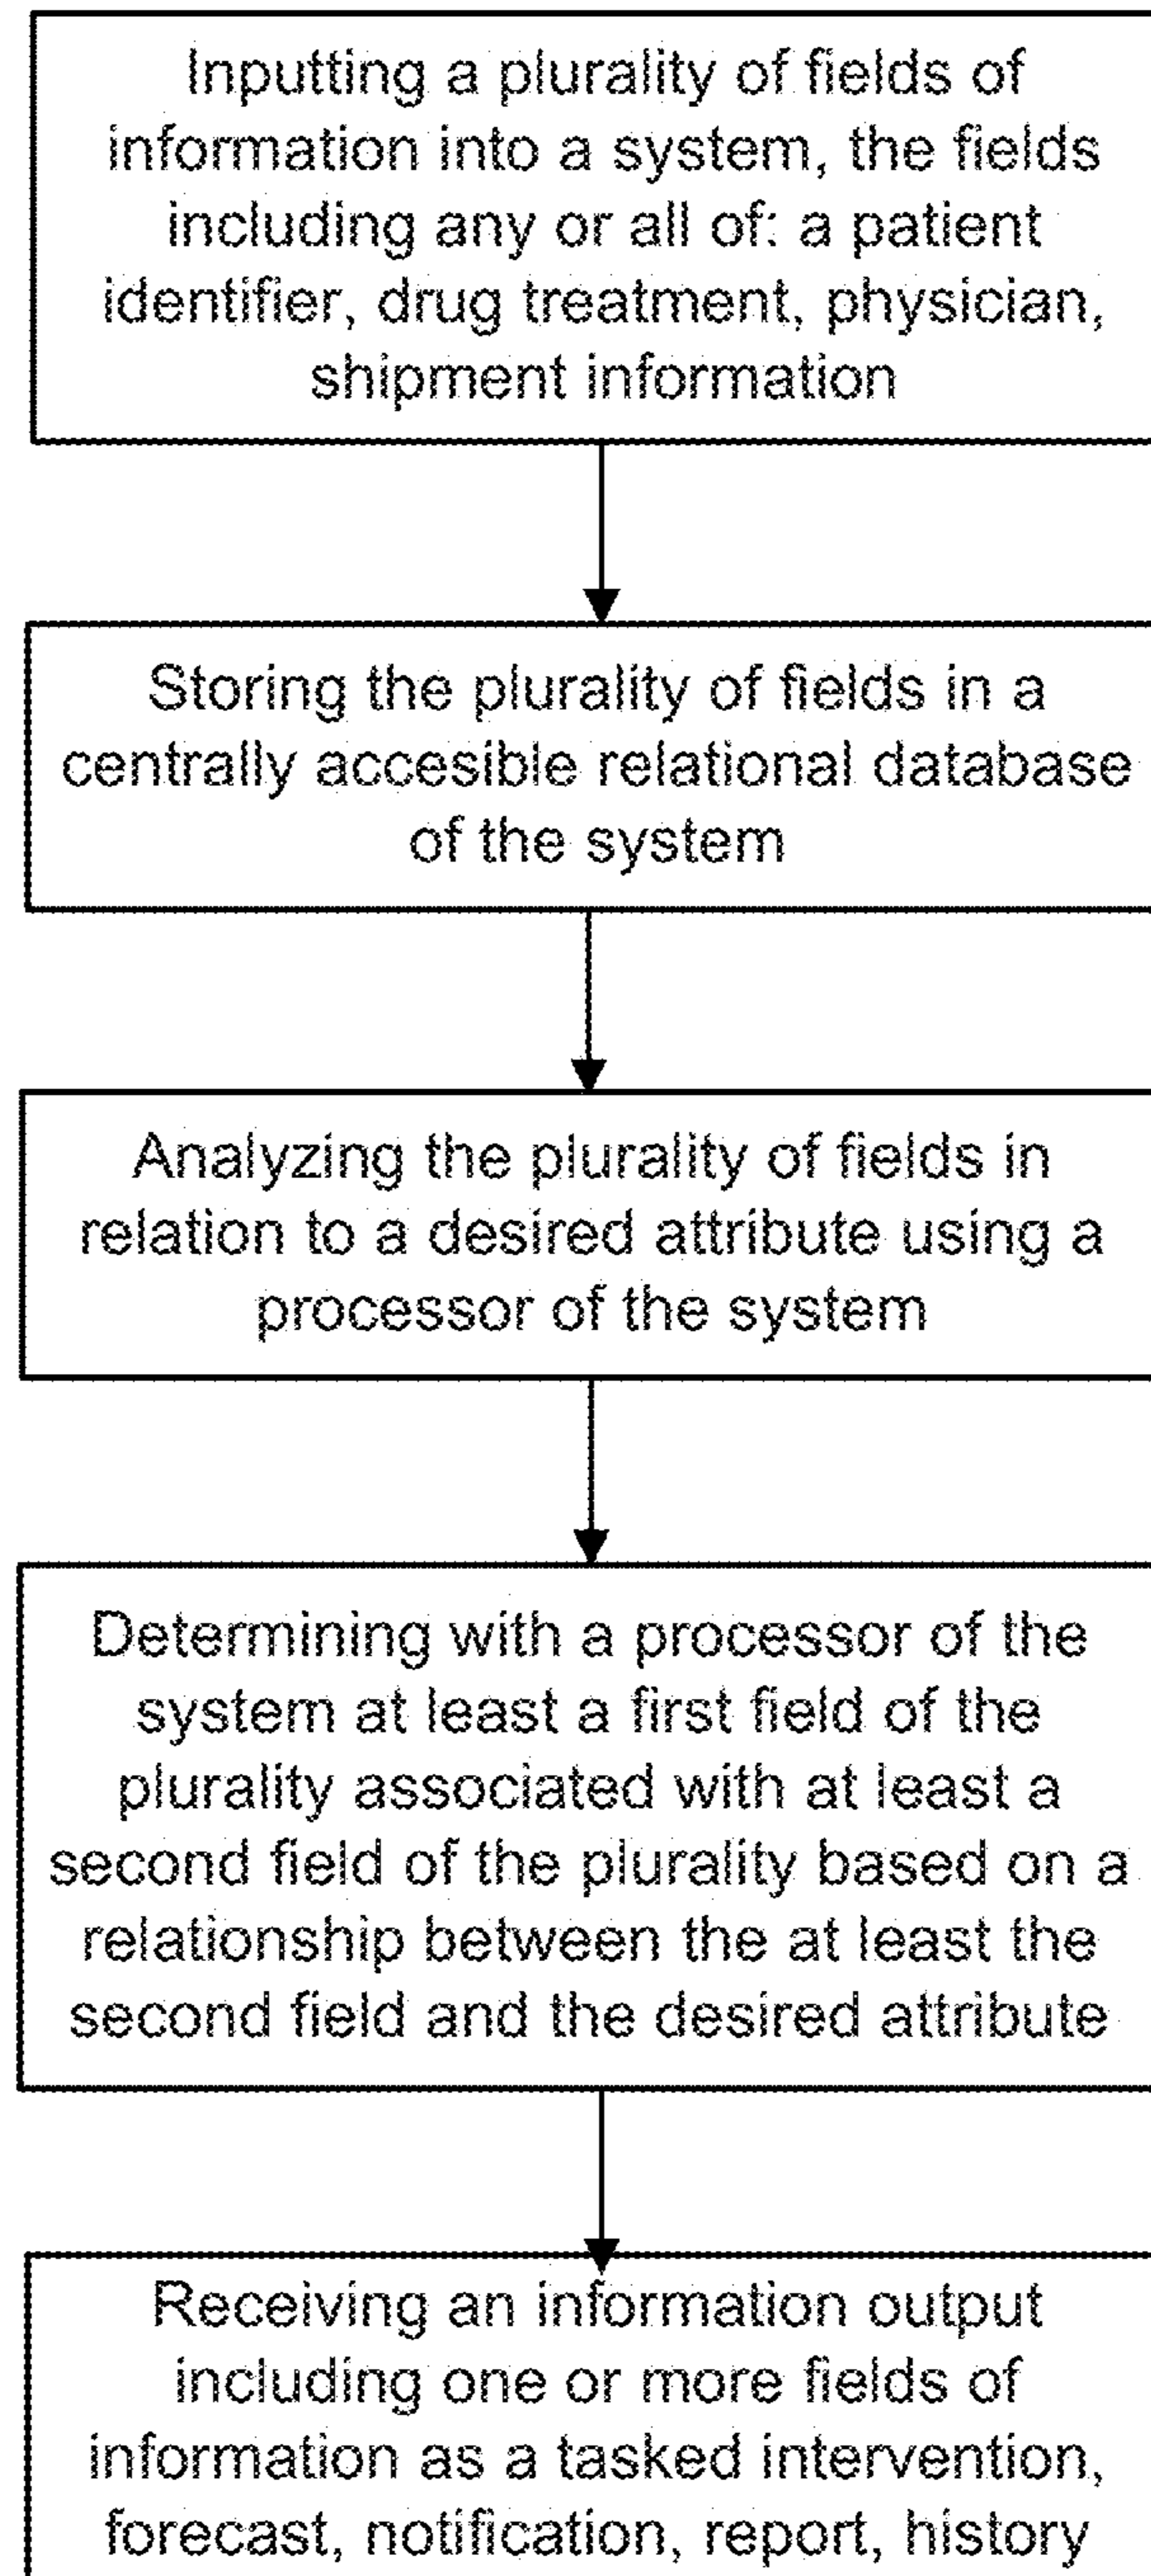 Inputting a plurality of fields of
information into a system, the fields
including any or all of: a patient
identifier, drug treatment, physician,
shipment information
Storing the plurality of fields in a
centrally accesible relational database
of the system
Analyzing the plurality of fields in
relation to a desired attribute using a
processor of the system
Determining with a processor of the
system at least a first field of the
plurality associated with at least a
second field of the plurality based on a
relationship between the at least the
second field and the desired attribute
Receiving an information output
including one or more fields of
information as a tasked intervention,
forecast, notification, report, history